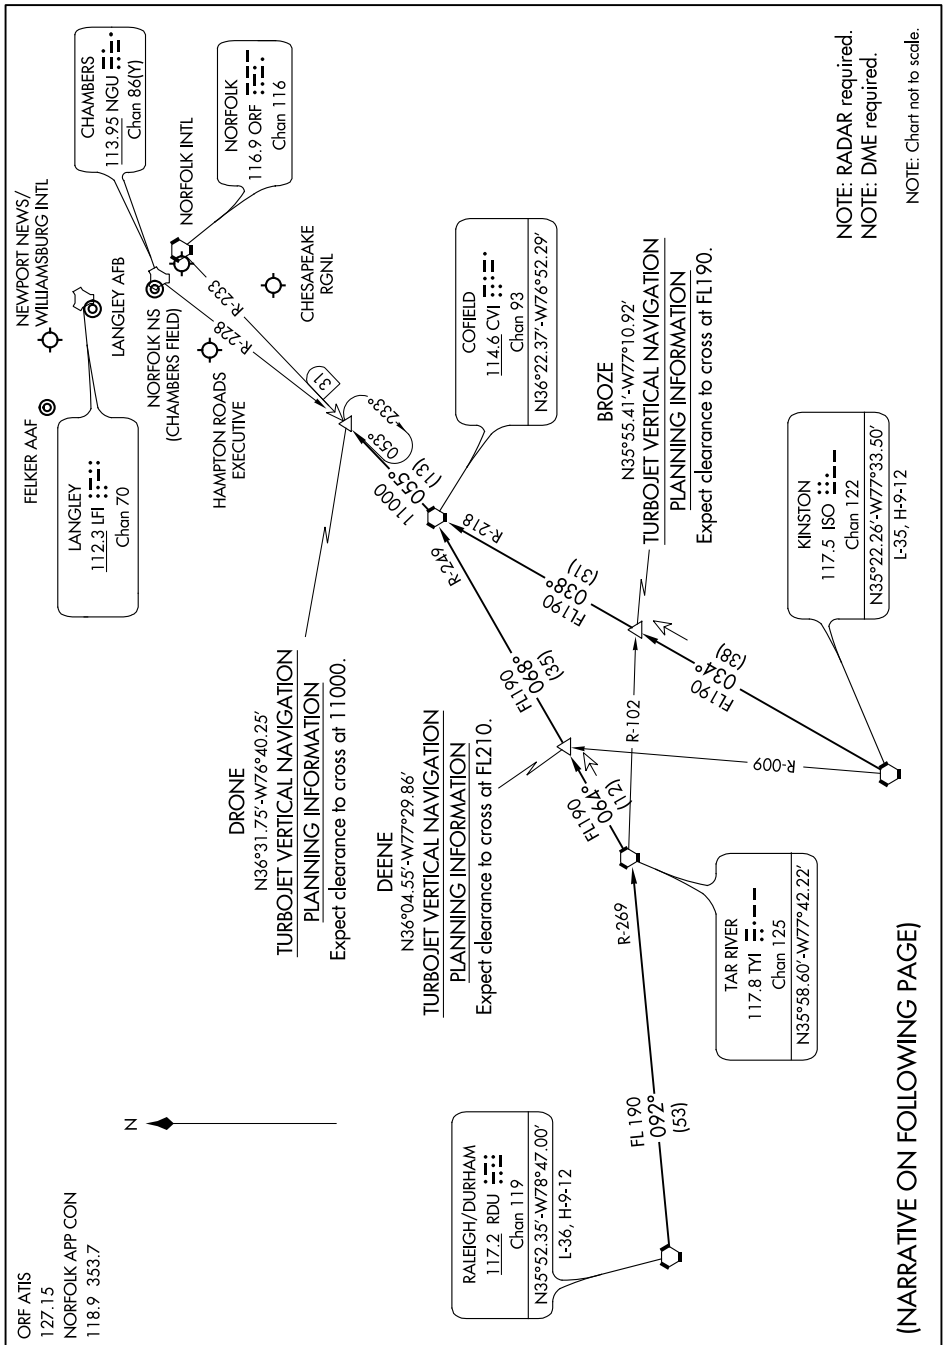 ORF ATIS
127.15
NORFOLK APP CON
118.9 353.7
N
FELKER AAF
NEWPORT NEWS/
WILLIAMSBURG INTL
LANGLEY AFB
LANGLEY
112.3 LFI
Chan 70
CHAMBERS
113.95 NGU
Chan 86(Y)
NORFOLK NS
(CHAMBERS FIELD)
NORFOLK INTL
NORFOLK
116.9 ORF
Chan 116
HAMPTON ROADS
EXECUTIVE
CHESAPEAKE
RGNL
R-233
R-228
31
233°
053°
11000
055°
(13)
DRONE
N36°31.75'-W76°40.25'
TURBOJET VERTICAL NAVIGATION
PLANNING INFORMATION
Expect clearance to cross at 11000.
COFIELD
114.6 CVI
Chan 93
N36°22.37'-W76°52.29'
R-249
R-218
DEENE
N36°04.55'-W77°29.86'
TURBOJET VERTICAL NAVIGATION
PLANNING INFORMATION
Expect clearance to cross at FL210.
FL190
068°
(35)
FL190
038°
(31)
BROZE
N35°55.41'-W77°10.92'
TURBOJET VERTICAL NAVIGATION
PLANNING INFORMATION
Expect clearance to cross at FL190.
FL190
064°
(12)
R-102
R-009
FL190
034°
(38)
R-269
FL 190
092°
(53)
RALEIGH/DURHAM
117.2 RDU
Chan 119
N35°52.35'-W78°47.00'
L-36, H-9-12
TAR RIVER
117.8 TYI
Chan 125
N35°58.60'-W77°42.22'
KINSTON
117.5 ISO
Chan 122
N35°22.26'-W77°33.50'
L-35, H-9-12
NOTE: RADAR required.
NOTE: DME required.
NOTE: Chart not to scale.
(NARRATIVE ON FOLLOWING PAGE)